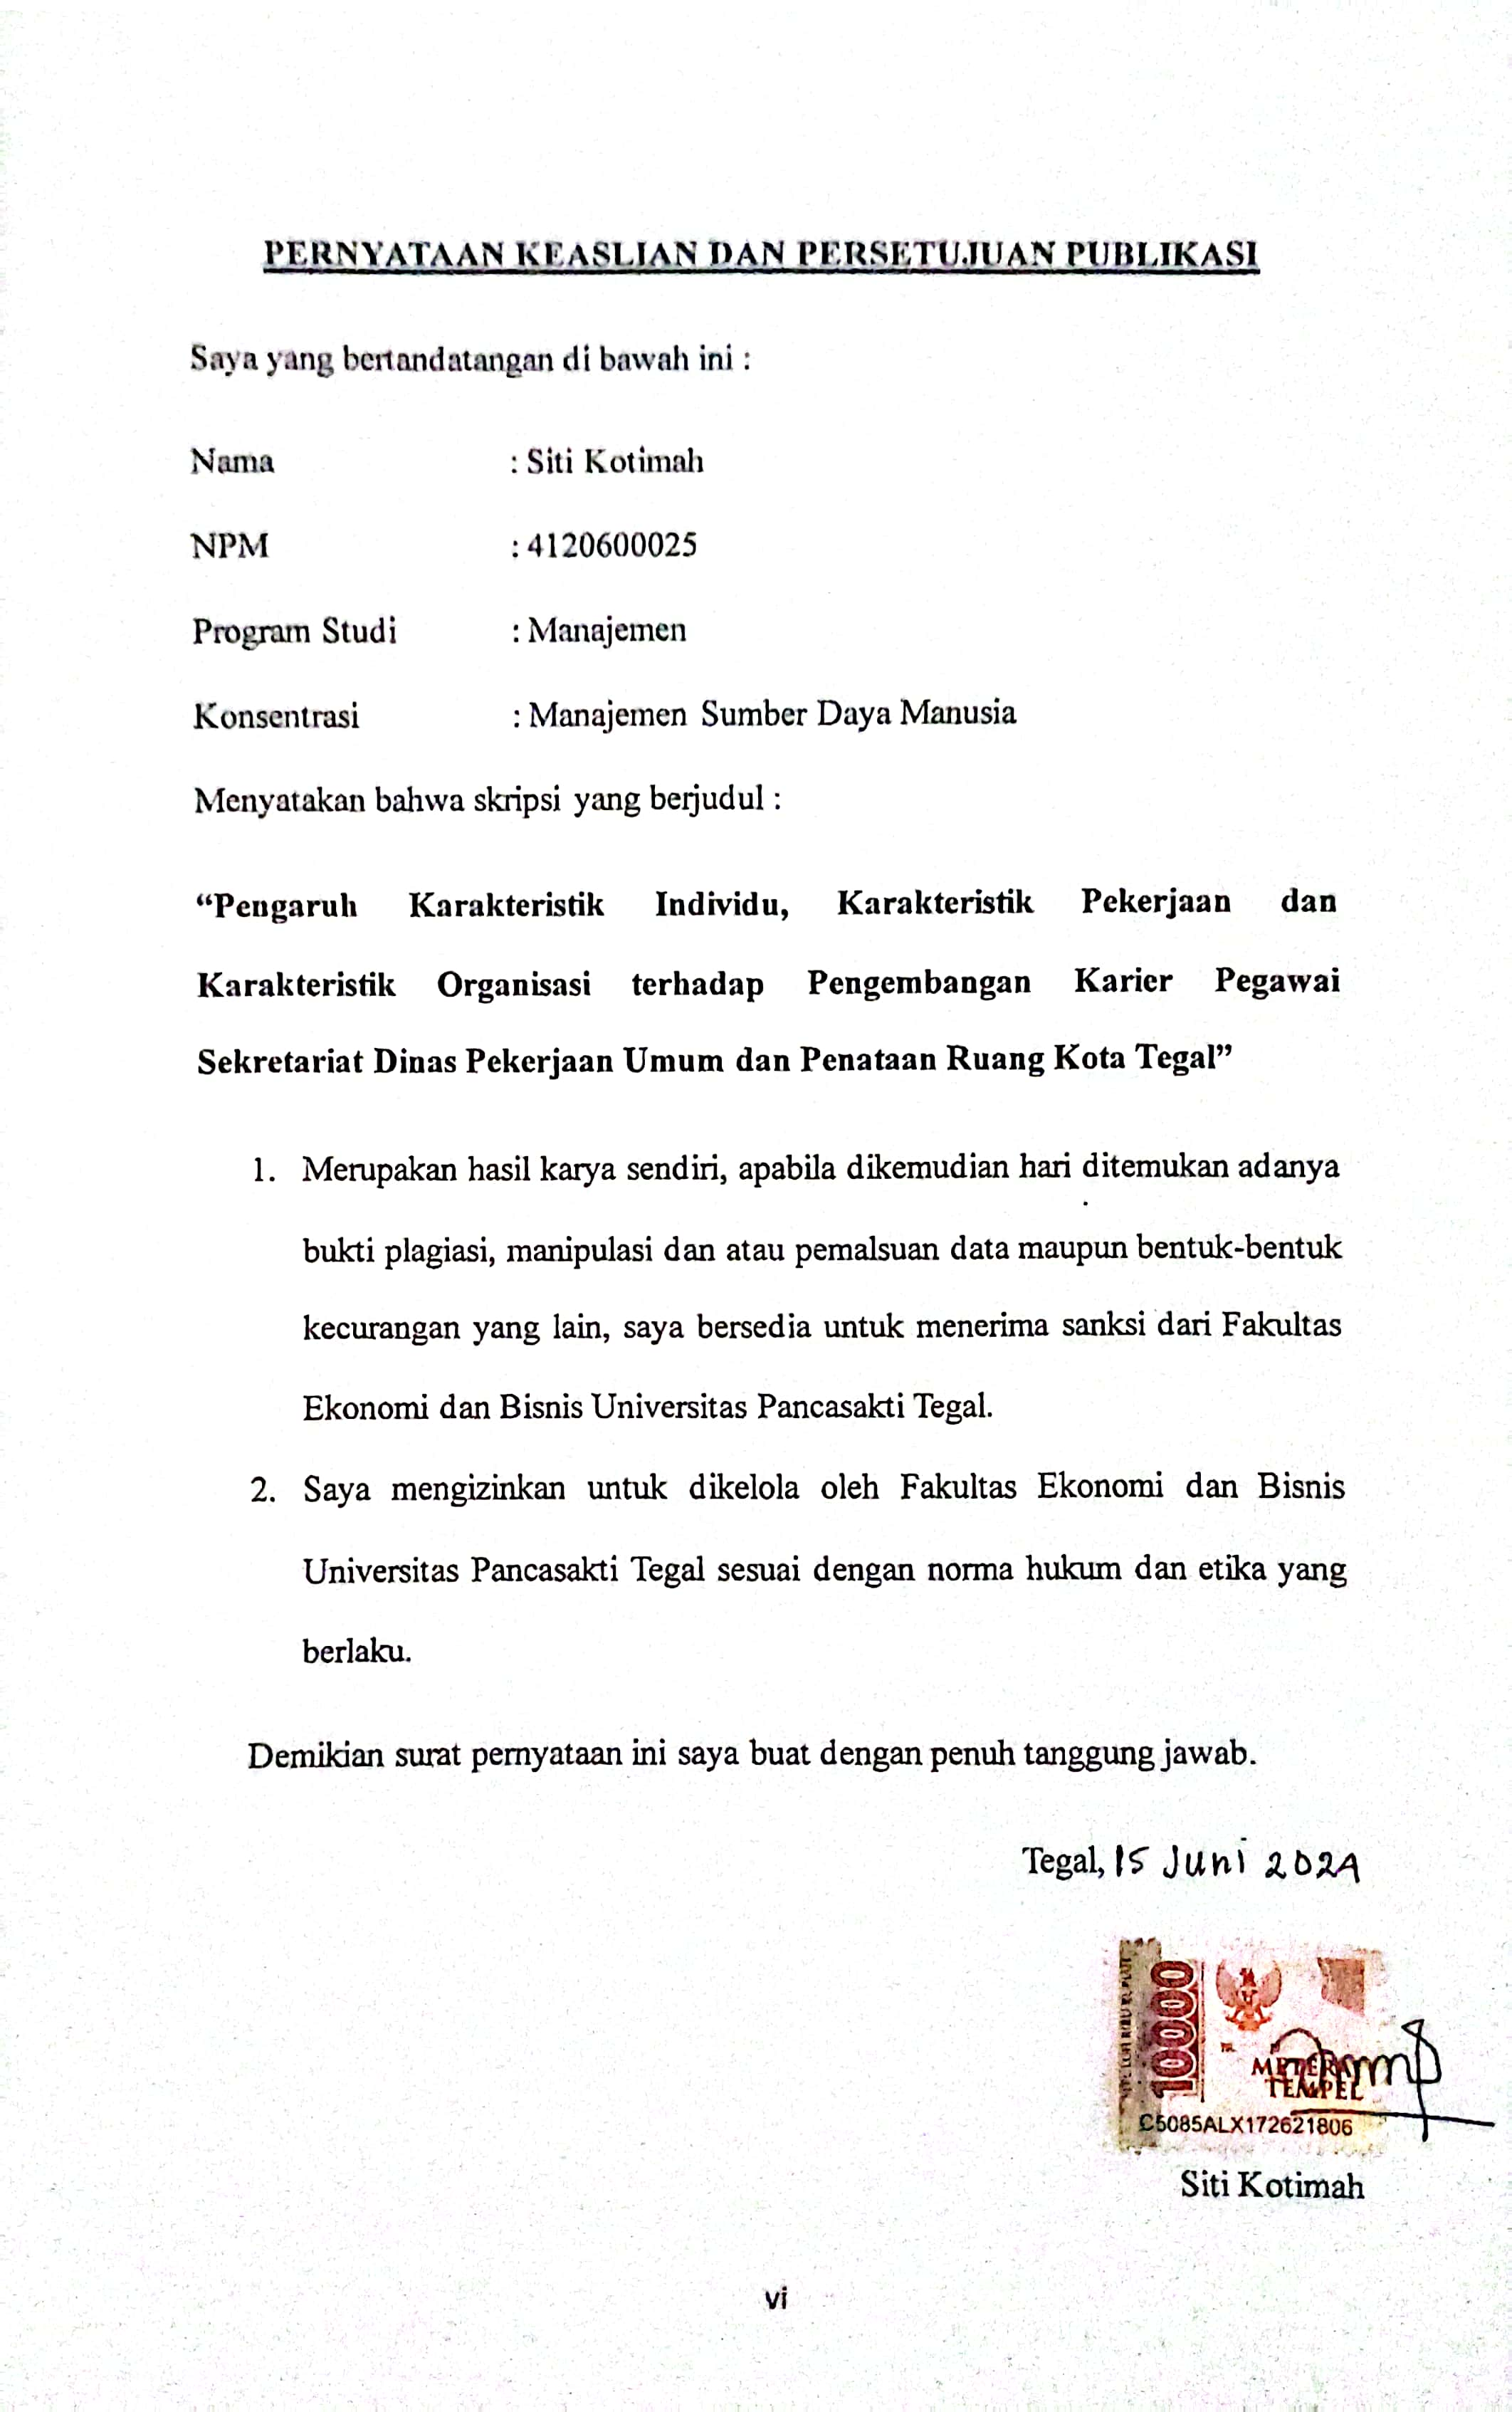 PERNYATAAN KEASLIAN DAN PERSETUJUAN PUBLIKASI
Saya yang bertandatangan di bawah ini :
Nama : Siti Kotimah
NPM : 4120600025
Program Studi : Manajemen
Konsentrasi : Manajemen Sumber Daya Manusia
Menyatakan bahwa skripsi yang berjudul :
“Pengaruh Karakteristik Individu, Karakteristik Pekerjaan dan
Karakteristik Organisasi terhadap Pengembangan Karier Pegawai
Sekretariat Dinas Pekerjaan Umum dan Penataan Ruang Kota Tegal”
1. Merupakan hasil karya sendiri, apabila dikemudian hari ditemukan adanya
bukti plagiasi, manipulasi dan atau pemalsuan data maupun bentuk-bentuk
kecurangan yang lain, saya bersedia untuk menerima sanksi dari Fakultas
Ekonomi dan Bisnis Universitas Pancasakti Tegal.
2. Saya mengizinkan untuk dikelola oleh Fakultas Ekonomi dan Bisnis
Universitas Pancasakti Tegal sesuai dengan norma hukum dan etika yang
berlaku.
Demikian surat pernyataan ini saya buat dengan penuh tanggung jawab.
Tegal, 15 Juni 2024
10000
METERAI
TEMPEL
C5085ALX172621806
Siti Kotimah
vi